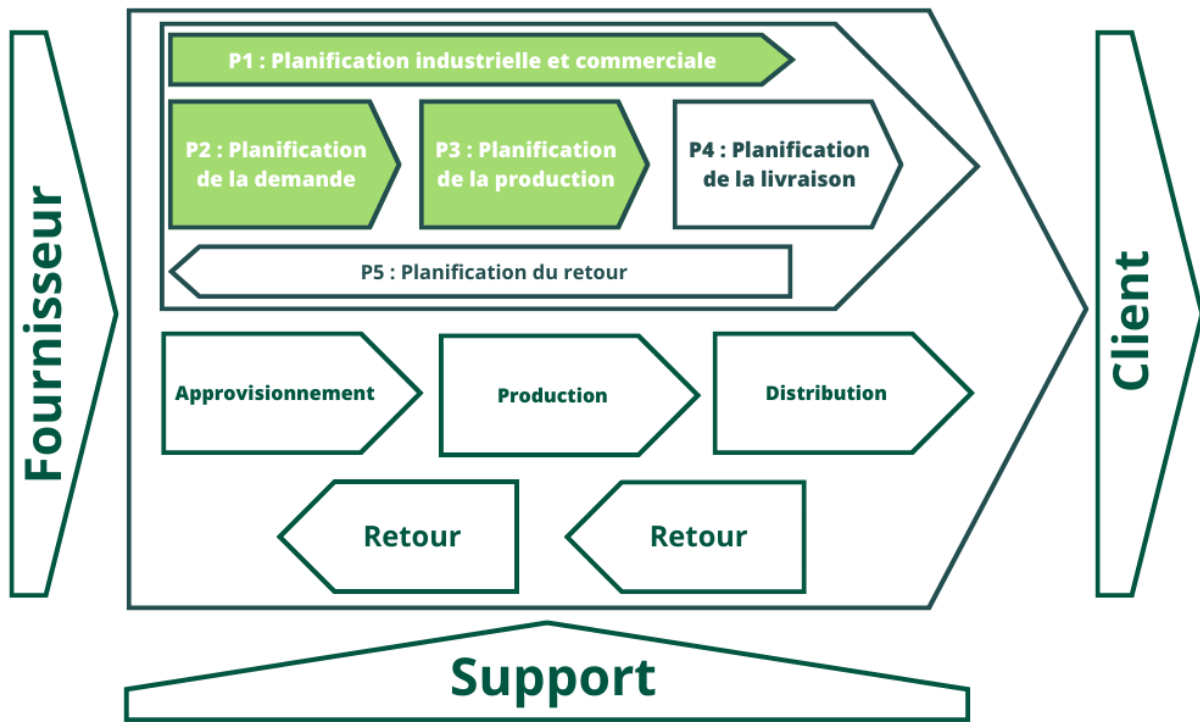 Fournisseur
P1 : Planification industrielle et commerciale
P2 : Planification
de la demande
P3 : Planification
de la production
P4 : Planification
de la livraison
P5 : Planification du retour
Approvisionnement
Production
Distribution
Retour
Retour
Client
Support